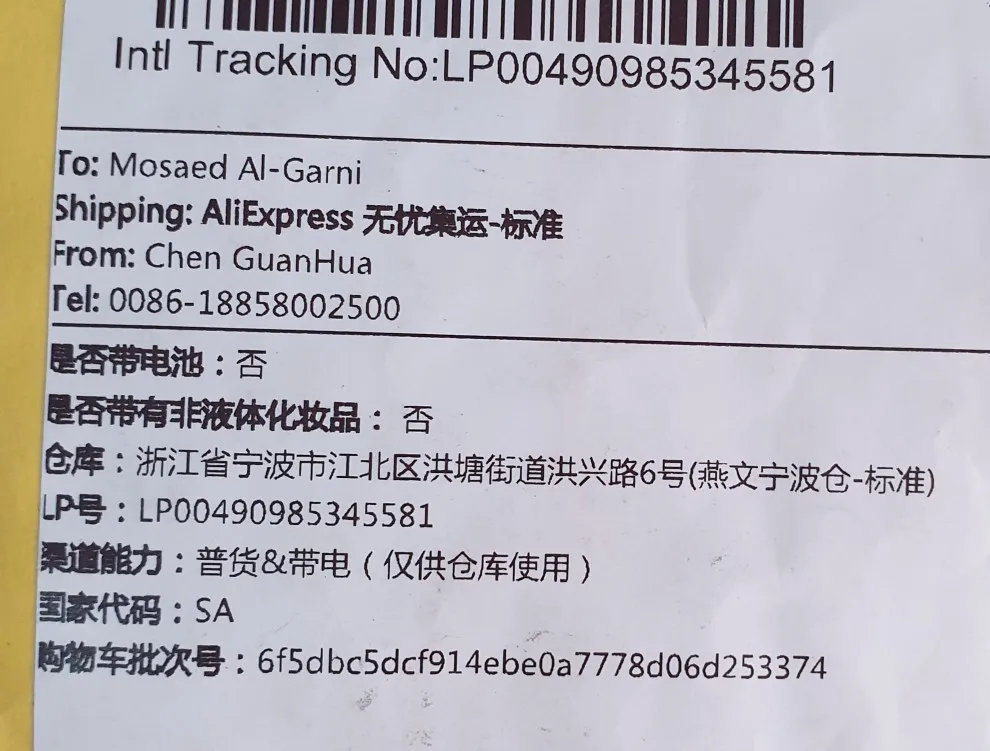 Intl Tracking No:LP00490985345581
To: Mosaed Al-Garni
Shipping: AliExpress 无忧集运-标准
From: Chen GuanHua
Tel: 0086-18858002500
是否带电池：否
是否带有非液体化妆品： 否
仓库：浙江省宁波市江北区洪塘街道洪兴路6号(燕文宁波仓-标准)
LP号：LP00490985345581
渠道能力：普货&带电（仅供仓库使用）
国家代码：SA
购物车批次号：6f5dbc5dcf914ebe0a7778d06d253374